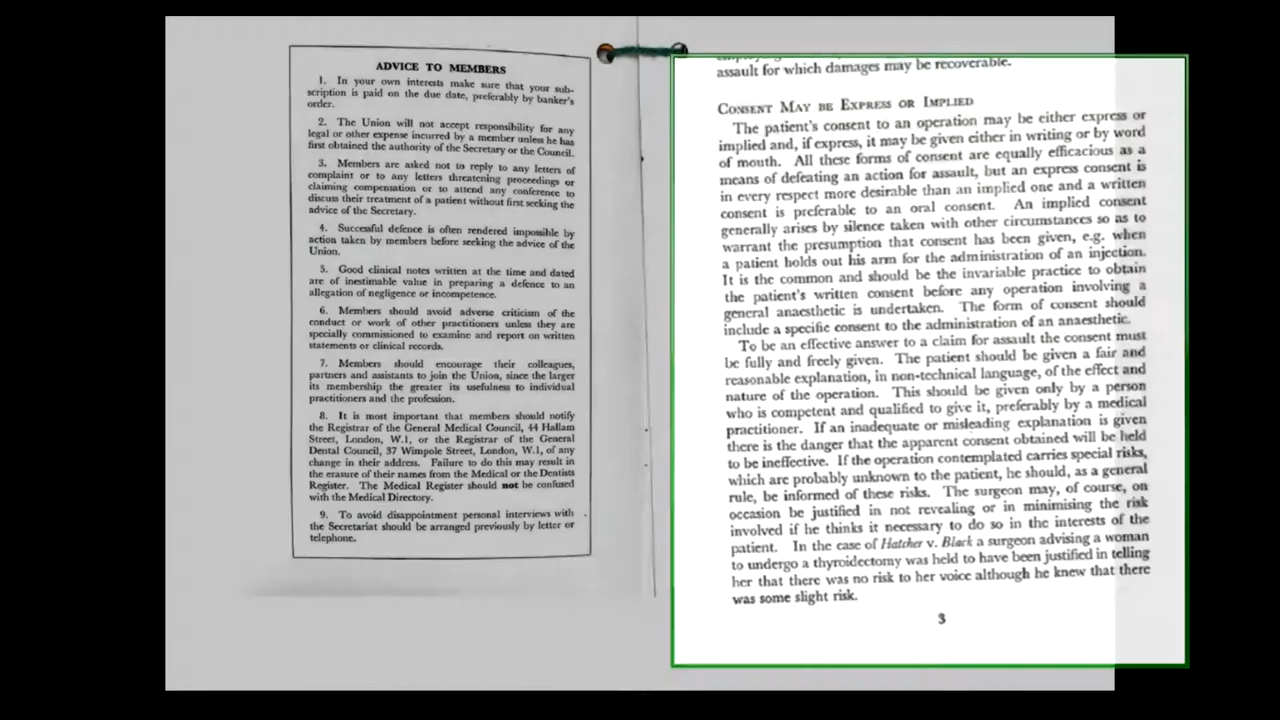 ADVICE TO MEMBERS
1. In your own interests make sure that your sub-
scription is paid on the due date, preferably by banker's
order.
2. The Union will not accept responsibility for any
legal or other expense incurred by a member unless he has
first obtained the authority of the Secretary or the Council.
3. Members are asked not to reply to any letters of
complaint or to any letters threatening proceedings or
claiming compensation or to attend any conference to
discuss their treatment of a patient without first seeking the
advice of the Secretary.
4. Successful defence is often rendered impossible by
action taken by members before seeking the advice of the
Union.
5. Good clinical notes written at the time and dated
are of inestimable value in preparing a defence to an
allegation of negligence or incompetence.
6. Members should avoid adverse criticism of the
conduct or work of other practitioners unless they are
specially commissioned to examine and report on written
statements or clinical records.
7. Members should encourage their colleagues,
partners and assistants to join the Union, since the larger
its membership the greater its usefulness to individual
practitioners and the profession.
8. It is most important that members should notify
the Registrar of the General Medical Council, 44 Hallam
Street, London, W.1, or the Registrar of the General
Dental Council, 37 Wimpole Street, London, W.1, of any
change in their address. Failure to do this may result in
the erasure of their names from the Medical or the Dentists
Register. The Medical Register should not be confused
with the Medical Directory.
9. To avoid disappointment personal interviews with
the Secretariat should be arranged previously by letter or
telephone.
assault for which damages may be recoverable.
CONSENT MAY BE EXPRESS OR IMPLIED
The patient's consent to an operation may be either express or
implied and, if express, it may be given either in writing or by word
of mouth. All these forms of consent are equally efficacious as a
means of defeating an action for assault, but an express consent is
in every respect more desirable than an implied one and a written
consent is preferable to an oral consent. An implied consent
generally arises by silence taken with other circumstances so as to
warrant the presumption that consent has been given, e.g. when
a patient holds out his arm for the administration of an injection.
It is the common and should be the invariable practice to obtain
the patient's written consent before any operation involving a
general anaesthetic is undertaken. The form of consent should
include a specific consent to the administration of an anaesthetic.
To be an effective answer to a claim for assault the consent must
be fully and freely given. The patient should be given a fair and
reasonable explanation, in non-technical language, of the effect and
nature of the operation. This should be given only by a person
who is competent and qualified to give it, preferably by a medical
practitioner. If an inadequate or misleading explanation is given
there is the danger that the apparent consent obtained will be held
to be ineffective. If the operation contemplated carries special risks,
which are probably unknown to the patient, he should, as a general
rule, be informed of these risks. The surgeon may, of course, on
occasion be justified in not revealing or in minimising the risk
involved if he thinks it necessary to do so in the interests of the
patient. In the case of Hatcher v. Black a surgeon advising a woman
to undergo a thyroidectomy was held to have been justified in telling
her that there was no risk to her voice although he knew that there
was some slight risk.
3